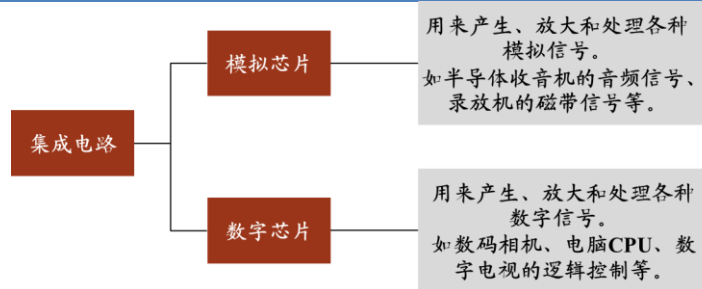 用来产生、放大和处理各种
模拟信号。
如半导体收音机的音频信号、
录放机的磁带信号等。
模拟芯片
集成电路
数字芯片
用来产生、放大和处理各种
数字信号。
如数码相机、电脑CPU、数
字电视的逻辑控制等。